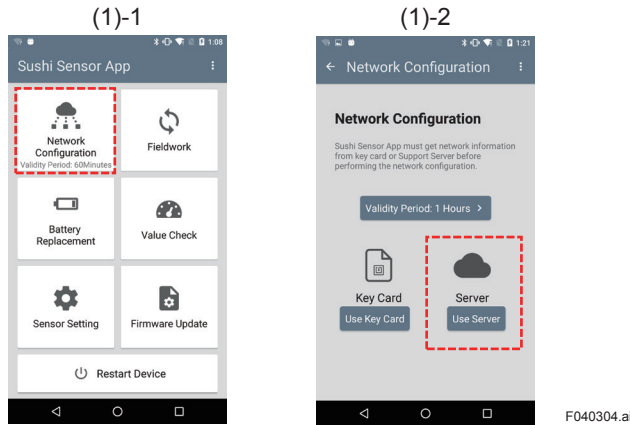 (1)-1
1:08
Sushi Sensor App
Network
Configuration
Validity Period: 60Minutes
Fieldwork
Battery
Replacement
Value Check
Sensor Setting
Firmware Update
Restart Device
(1)-2
1:21
Network Configuration
Network Configuration
Sushi Sensor App must get network information
from key card or Support Server before
performing the network configuration.
Validity Period: 1 Hours >
Key Card
Use Key Card
Server
Use Server
F040304.ai